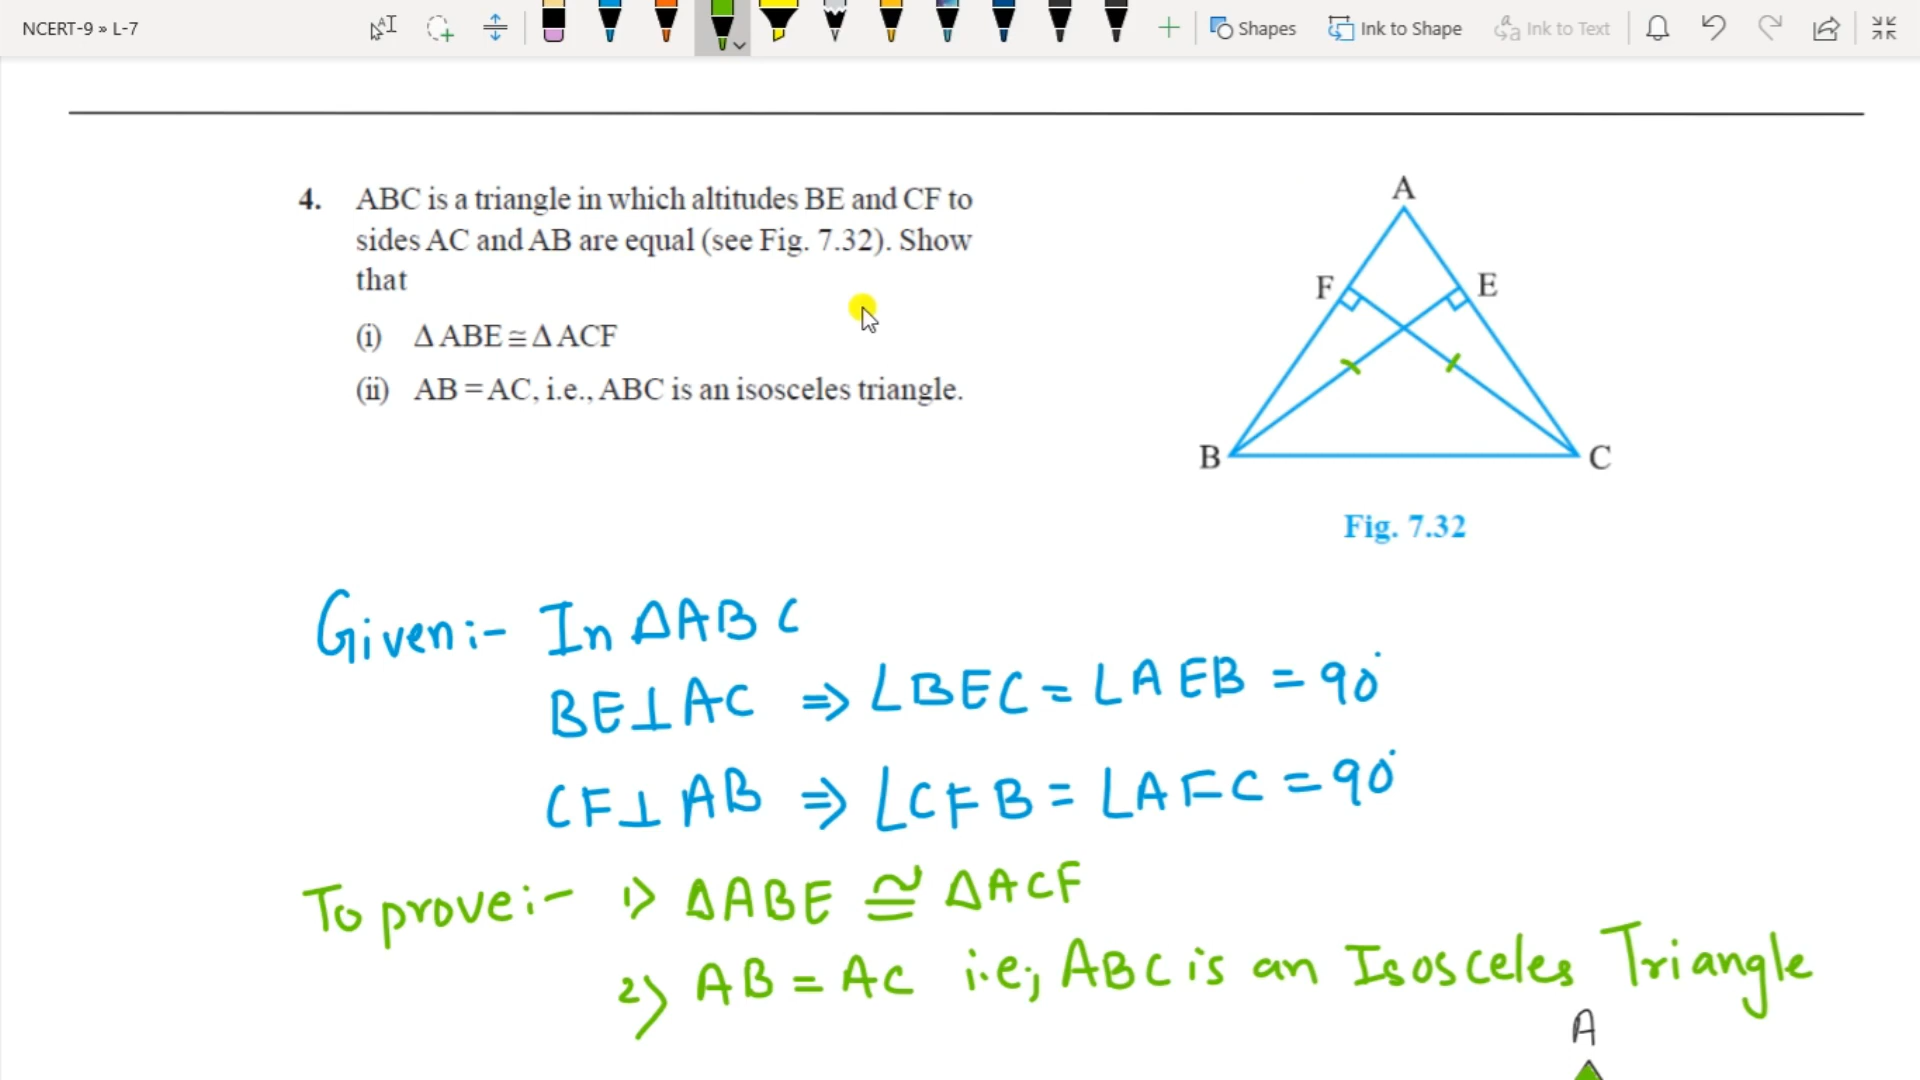 NCERT-9 » L-7
Shapes
Ink to Shape
Ink to Text
4. ABC is a triangle in which altitudes BE and CF to
sides AC and AB are equal (see Fig. 7.32). Show
that
(i) Δ ABE ≅ Δ ACF
(ii) AB = AC, i.e., ABC is an isosceles triangle.
A
F
E
B
C
Fig. 7.32
Given:- In ΔABC
BE⊥AC ⇒ ∠BEC = ∠AEB = 90°
CF⊥AB ⇒ ∠CFB = ∠AFC = 90°
To prove:- 1) ΔABE ≅ ΔACF
2) AB = AC i.e; ABC is an Isosceles Triangle
A